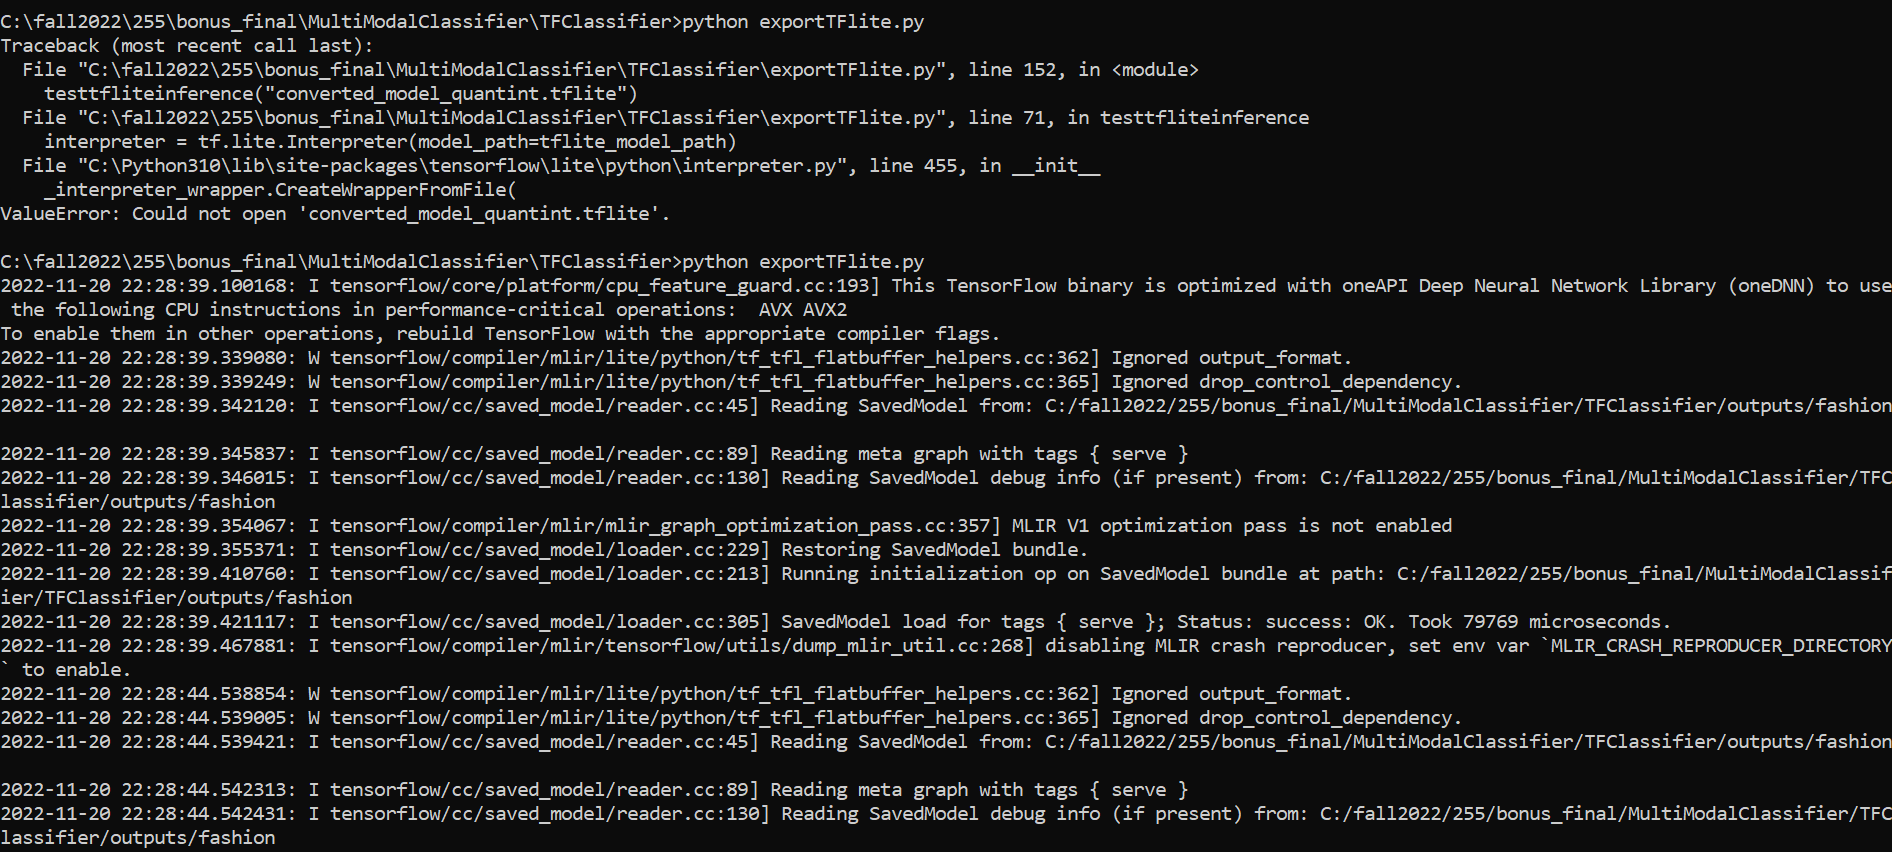 C:\fall2022\255\bonus_final\MultiModalClassifier\TFClassifier>python exportTFlite.py
Traceback (most recent call last):
  File "C:\fall2022\255\bonus_final\MultiModalClassifier\TFClassifier\exportTFlite.py", line 152, in <module>
    testtfliteinference("converted_model_quantint.tflite")
  File "C:\fall2022\255\bonus_final\MultiModalClassifier\TFClassifier\exportTFlite.py", line 71, in testtfliteinference
    interpreter = tf.lite.Interpreter(model_path=tflite_model_path)
  File "C:\Python310\lib\site-packages\tensorflow\lite\python\interpreter.py", line 455, in __init__
    _interpreter_wrapper.CreateWrapperFromFile(
ValueError: Could not open 'converted_model_quantint.tflite'.
C:\fall2022\255\bonus_final\MultiModalClassifier\TFClassifier>python exportTFlite.py
2022-11-20 22:28:39.100168: I tensorflow/core/platform/cpu_feature_guard.cc:193] This TensorFlow binary is optimized with oneAPI Deep Neural Network Library (oneDNN) to use
 the following CPU instructions in performance-critical operations:  AVX AVX2
To enable them in other operations, rebuild TensorFlow with the appropriate compiler flags.
2022-11-20 22:28:39.339080: W tensorflow/compiler/mlir/lite/python/tf_tfl_flatbuffer_helpers.cc:362] Ignored output_format.
2022-11-20 22:28:39.339249: W tensorflow/compiler/mlir/lite/python/tf_tfl_flatbuffer_helpers.cc:365] Ignored drop_control_dependency.
2022-11-20 22:28:39.342120: I tensorflow/cc/saved_model/reader.cc:45] Reading SavedModel from: C:/fall2022/255/bonus_final/MultiModalClassifier/TFClassifier/outputs/fashion
2022-11-20 22:28:39.345837: I tensorflow/cc/saved_model/reader.cc:89] Reading meta graph with tags { serve }
2022-11-20 22:28:39.346015: I tensorflow/cc/saved_model/reader.cc:130] Reading SavedModel debug info (if present) from: C:/fall2022/255/bonus_final/MultiModalClassifier/TFC
lassifier/outputs/fashion
2022-11-20 22:28:39.354067: I tensorflow/compiler/mlir/mlir_graph_optimization_pass.cc:357] MLIR V1 optimization pass is not enabled
2022-11-20 22:28:39.355371: I tensorflow/cc/saved_model/loader.cc:229] Restoring SavedModel bundle.
2022-11-20 22:28:39.410760: I tensorflow/cc/saved_model/loader.cc:213] Running initialization op on SavedModel bundle at path: C:/fall2022/255/bonus_final/MultiModalClassif
ier/TFClassifier/outputs/fashion
2022-11-20 22:28:39.421117: I tensorflow/cc/saved_model/loader.cc:305] SavedModel load for tags { serve }; Status: success: OK. Took 79769 microseconds.
2022-11-20 22:28:39.467881: I tensorflow/compiler/mlir/tensorflow/utils/dump_mlir_util.cc:268] disabling MLIR crash reproducer, set env var `MLIR_CRASH_REPRODUCER_DIRECTORY
` to enable.
2022-11-20 22:28:44.538854: W tensorflow/compiler/mlir/lite/python/tf_tfl_flatbuffer_helpers.cc:362] Ignored output_format.
2022-11-20 22:28:44.539005: W tensorflow/compiler/mlir/lite/python/tf_tfl_flatbuffer_helpers.cc:365] Ignored drop_control_dependency.
2022-11-20 22:28:44.539421: I tensorflow/cc/saved_model/reader.cc:45] Reading SavedModel from: C:/fall2022/255/bonus_final/MultiModalClassifier/TFClassifier/outputs/fashion
2022-11-20 22:28:44.542313: I tensorflow/cc/saved_model/reader.cc:89] Reading meta graph with tags { serve }
2022-11-20 22:28:44.542431: I tensorflow/cc/saved_model/reader.cc:130] Reading SavedModel debug info (if present) from: C:/fall2022/255/bonus_final/MultiModalClassifier/TFC
lassifier/outputs/fashion